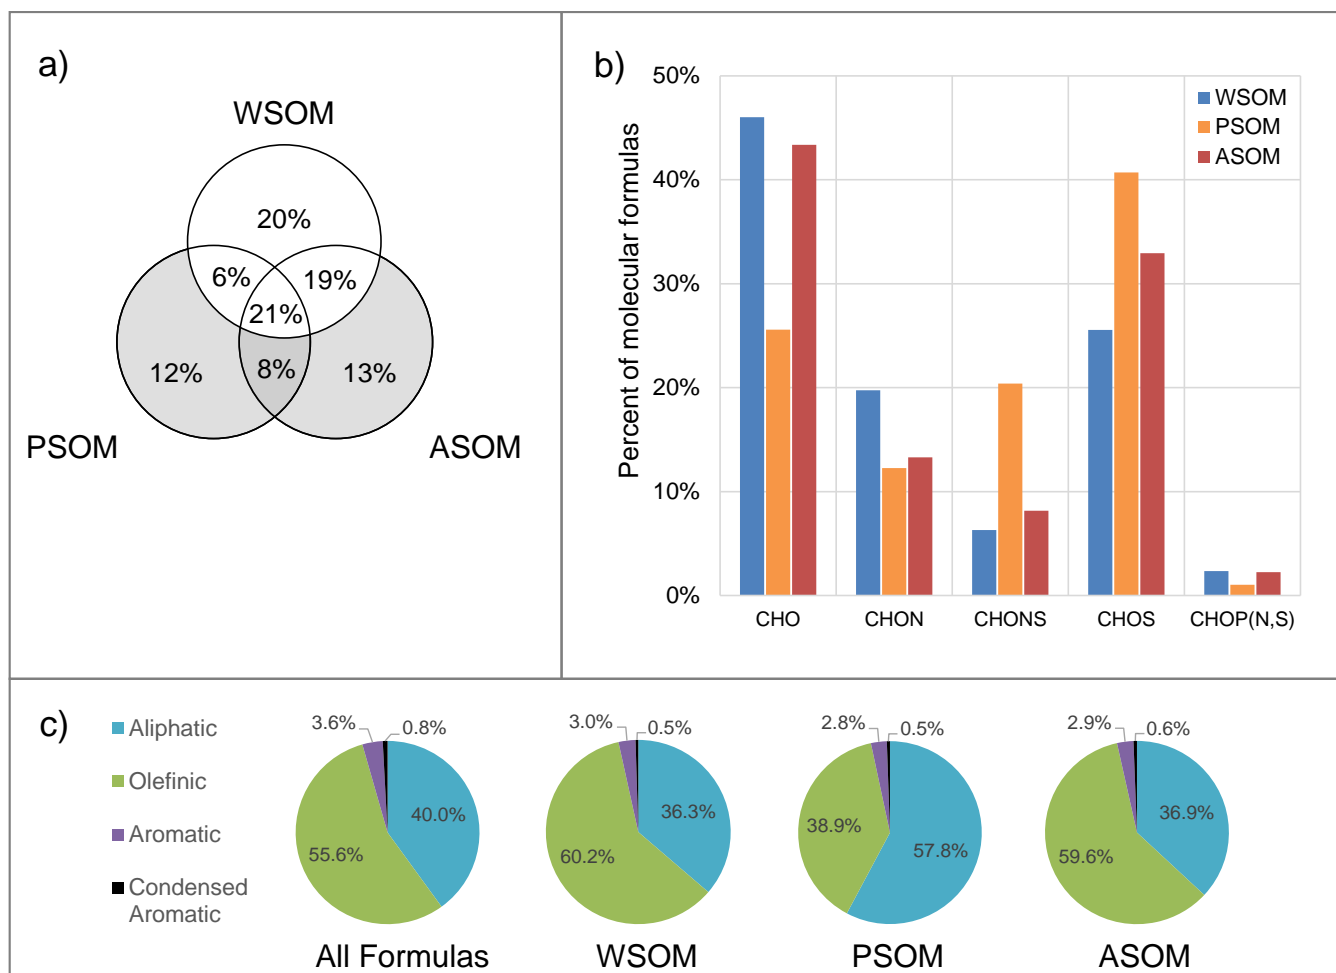 a)
WSOM
20%
6%
19%
21%
12%
8%
13%
PSOM
ASOM
b)
Percent of molecular formulas
50%
40%
30%
20%
10%
0%
WSOM
PSOM
ASOM
CHO
CHON
CHONS
CHOS
CHOP(N,S)
c)
Aliphatic
Olefinic
Aromatic
Condensed
Aromatic
3.6%
0.8%
40.0%
55.6%
All Formulas
3.0%
0.5%
36.3%
60.2%
WSOM
2.8%
0.5%
38.9%
57.8%
PSOM
2.9%
0.6%
36.9%
59.6%
ASOM